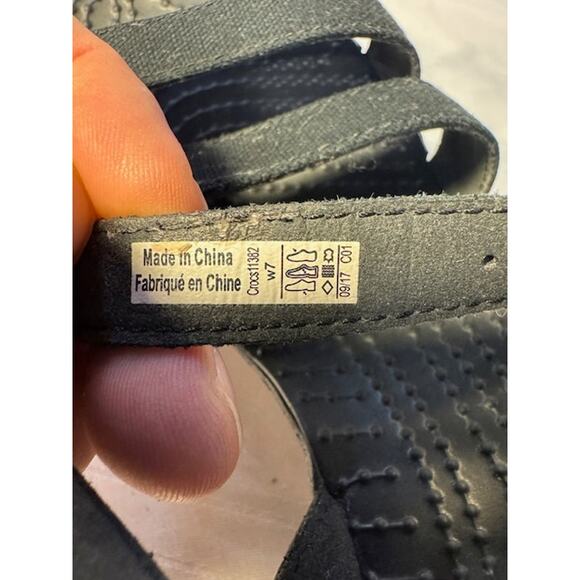 Made in China
Fabriqué en Chine
Crocs11382
w7
09/17 C01